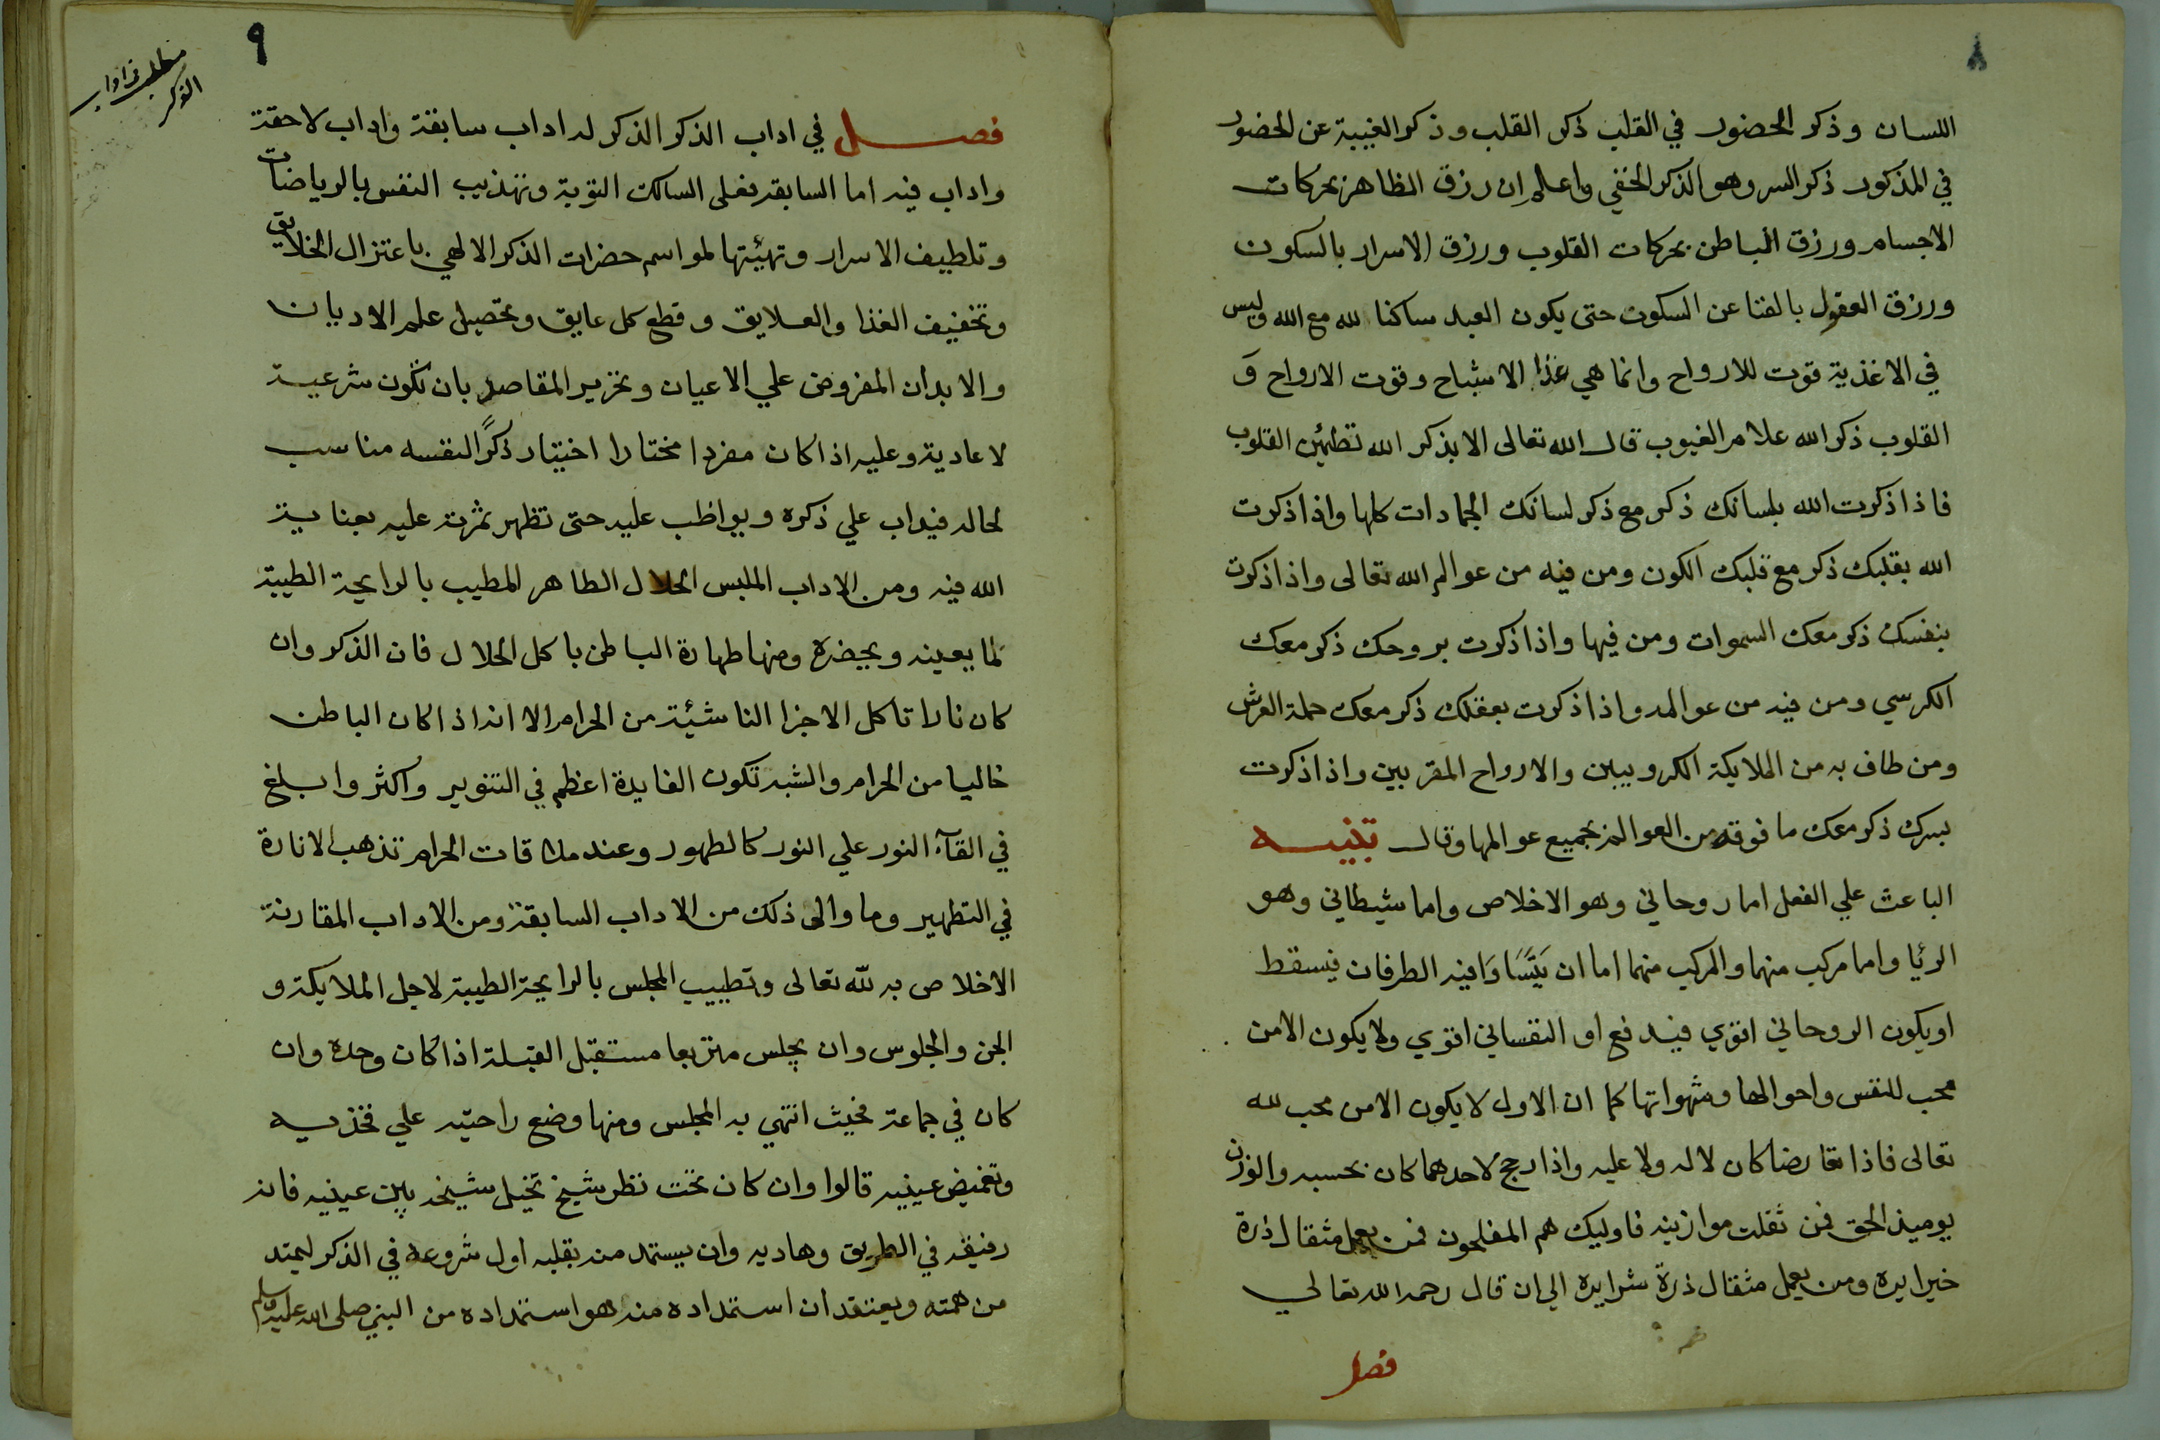 ٨
اللسان وذكر الحضور في القلب ذكر القلب وذكر الغيبة عن الحضور
في المذكور ذكر السر وهو الذكر الخفي واعلم ان رزق الظاهر بحركات
الاجسام ورزق الباطن بحركات القلوب ورزق الاسرار بالسكون
ورزق العقول بالفنا عن السكون حتى يكون العبد ساكنا لله مع الله وليس
في الاغذية قوت للارواح وانما هي غذا الاشباح وقوت الارواح و
القلوب ذكر الله علام الغيوب قال الله تعالى الا بذكر الله تطمئن القلوب
فاذا ذكرت الله بلسانك ذكر مع ذكر لسانك الجمادات كلها واذا ذكرت
الله بقلبك ذكر مع قلبك الكون ومن فيه من عوالم الله تعالى واذا ذكرت
بنفسك ذكر معك السموات ومن فيها واذا ذكرت بروحك ذكر معك
الكرسي ومن فيه من عوالمه واذا ذكرت بعقلك ذكر معك حملة العرش
ومن طاف به من الملايكة الكروبيين والارواح المقربين واذا ذكرت
بسرك ذكر معك ما فوقه من العوالم بجميع عوالمها وقال تنبيه
الباعث علي الفعل اما روحاني وهو الاخلاص واما شيطاني وهو
الريا واما مركب منهما والمركب منهما اما ان يتساوا فيه الطرفان فيسقط
او يكون الروحاني اقوي فيدفع او النفساني اقوي ولا يكون الا من
محب للنفس واحوالها وشهواتها كما ان الاول لا يكون الا من محب لله
تعالى فاذا تعارضا كان لا له ولا عليه واذا رجح لاحدهما كان بحسبه والوزن
يوميذ الحق فمن ثقلت موازينه فاوليك هم المفلحون فمن يعمل مثقال ذرة
خيرا يره ومن يعمل مثقال ذرة شرا يره الي ان قال رحمه الله تعالي
فصل
٩
مطلب في اداب
الذكر
فصل في اداب الذكر الذكر له اداب سابقة واداب لاحقة
واداب فيه اما السابقه فعلى السالك التوبة وتهذيب النفس بالرياضات
وتلطيف الاسرار وتهيئتها لمواسم حضرات الذكر الالهي باعتزال الخلايق
وتخفيف الغذا والعلايق وقطع كل عايق وتحصيل علم الاديان
والابدان المفروض علي الاعيان وتحرير المقاصد بان تكون شرعية
لا عادية وعليه اذا كان مفردا مختارا اختيار ذكرا لنفسه مناسب
لحاله فيداب علي ذكره ويواظب عليه حتى تظهر ثمرته عليه بعناية
الله فيه ومن الاداب الملبس الحلال الطاهر المطيب بالرايحة الطيبة
لما يعينه ويحضره ومنها طهارة الباطن باكل الحلال فان الذكر وان
كان نارا تاكل الاجزا الناشئة من الحرام الا انه اذا كان الباطن
خاليا من الحرام والشبه تكون الفايدة اعظم في التنوير واكثر وابلغ
في القآء النور علي النور كالطهور وعند ملاقات الحرام تذهب الانارة
في التطهير وما والى ذلك من الاداب السابقة ومن الاداب المقارنة
الاخلاص به لله تعالى وتطييب المجلس بالرايحة الطيبة لاجل الملايكة و
الجن والجلوس وان يجلس متربعا مستقبل القبلة اذا كان وحده وان
كان في جماعة فحيث انتهي به المجلس ومنها وضع راحتيه علي فخذيه
وتغميض عينيه قالوا وان كان تحت نظر شيخ تخيل شيخه بين عينيه فانه
رفيقه في الطريق وهاديه وان يستمد منه بقلبه اول شروعه في الذكر ليمتد
من همته ويعتقد ان استمداده منه هو استمداده من النبي صلى الله عليه وسلم